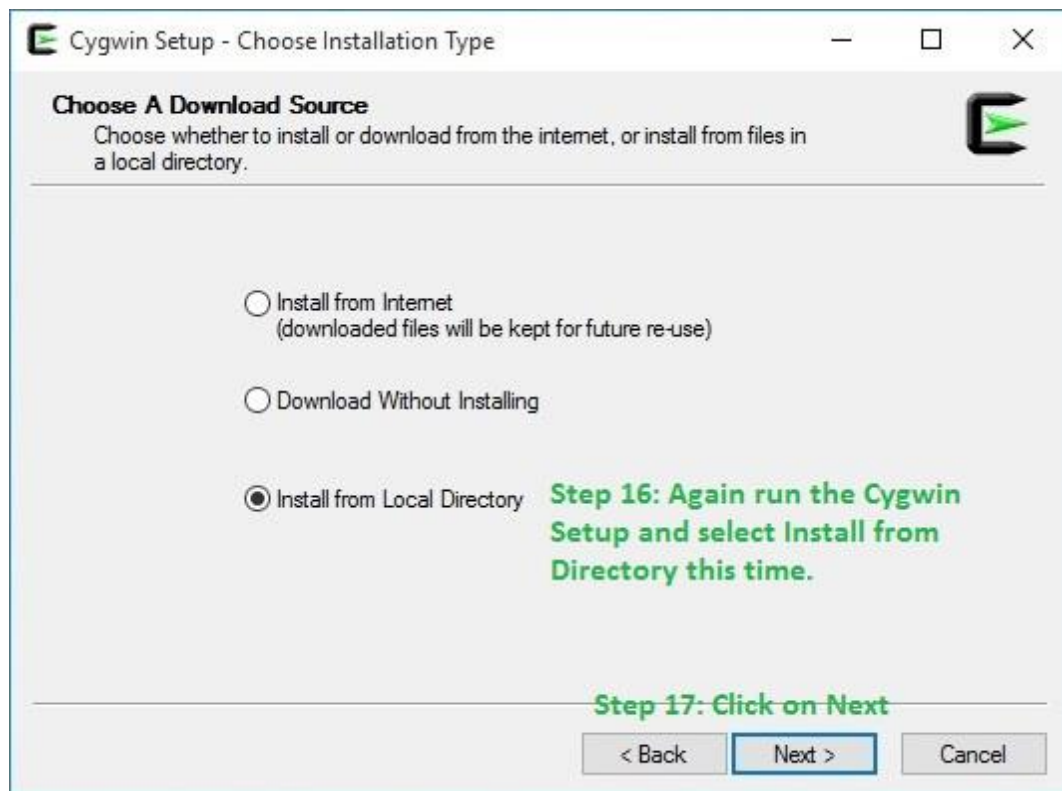 Cygwin Setup - Choose Installation Type
Choose A Download Source
Choose whether to install or download from the internet, or install from files in
a local directory.
Install from Internet
(downloaded files will be kept for future re-use)
Download Without Installing
Install from Local Directory
Step 16: Again run the Cygwin
Setup and select Install from
Directory this time.
Step 17: Click on Next
< Back
Next >
Cancel